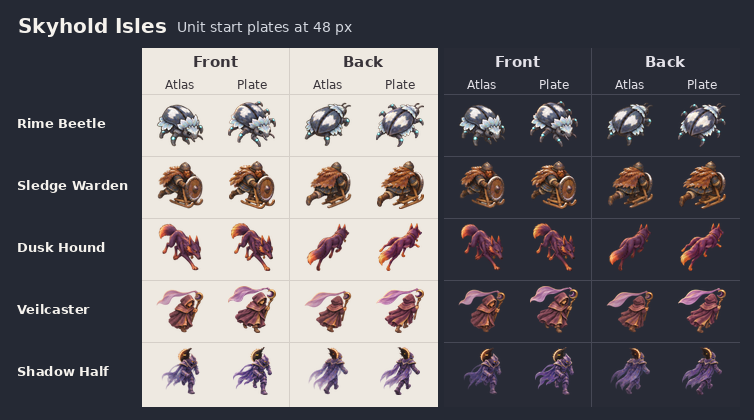 Skyhold Isles Unit start plates at 48 px
Front Back Front Back
Atlas Plate Atlas Plate Atlas Plate Atlas Plate
Rime Beetle
Sledge Warden
Dusk Hound
Veilcaster
Shadow Half